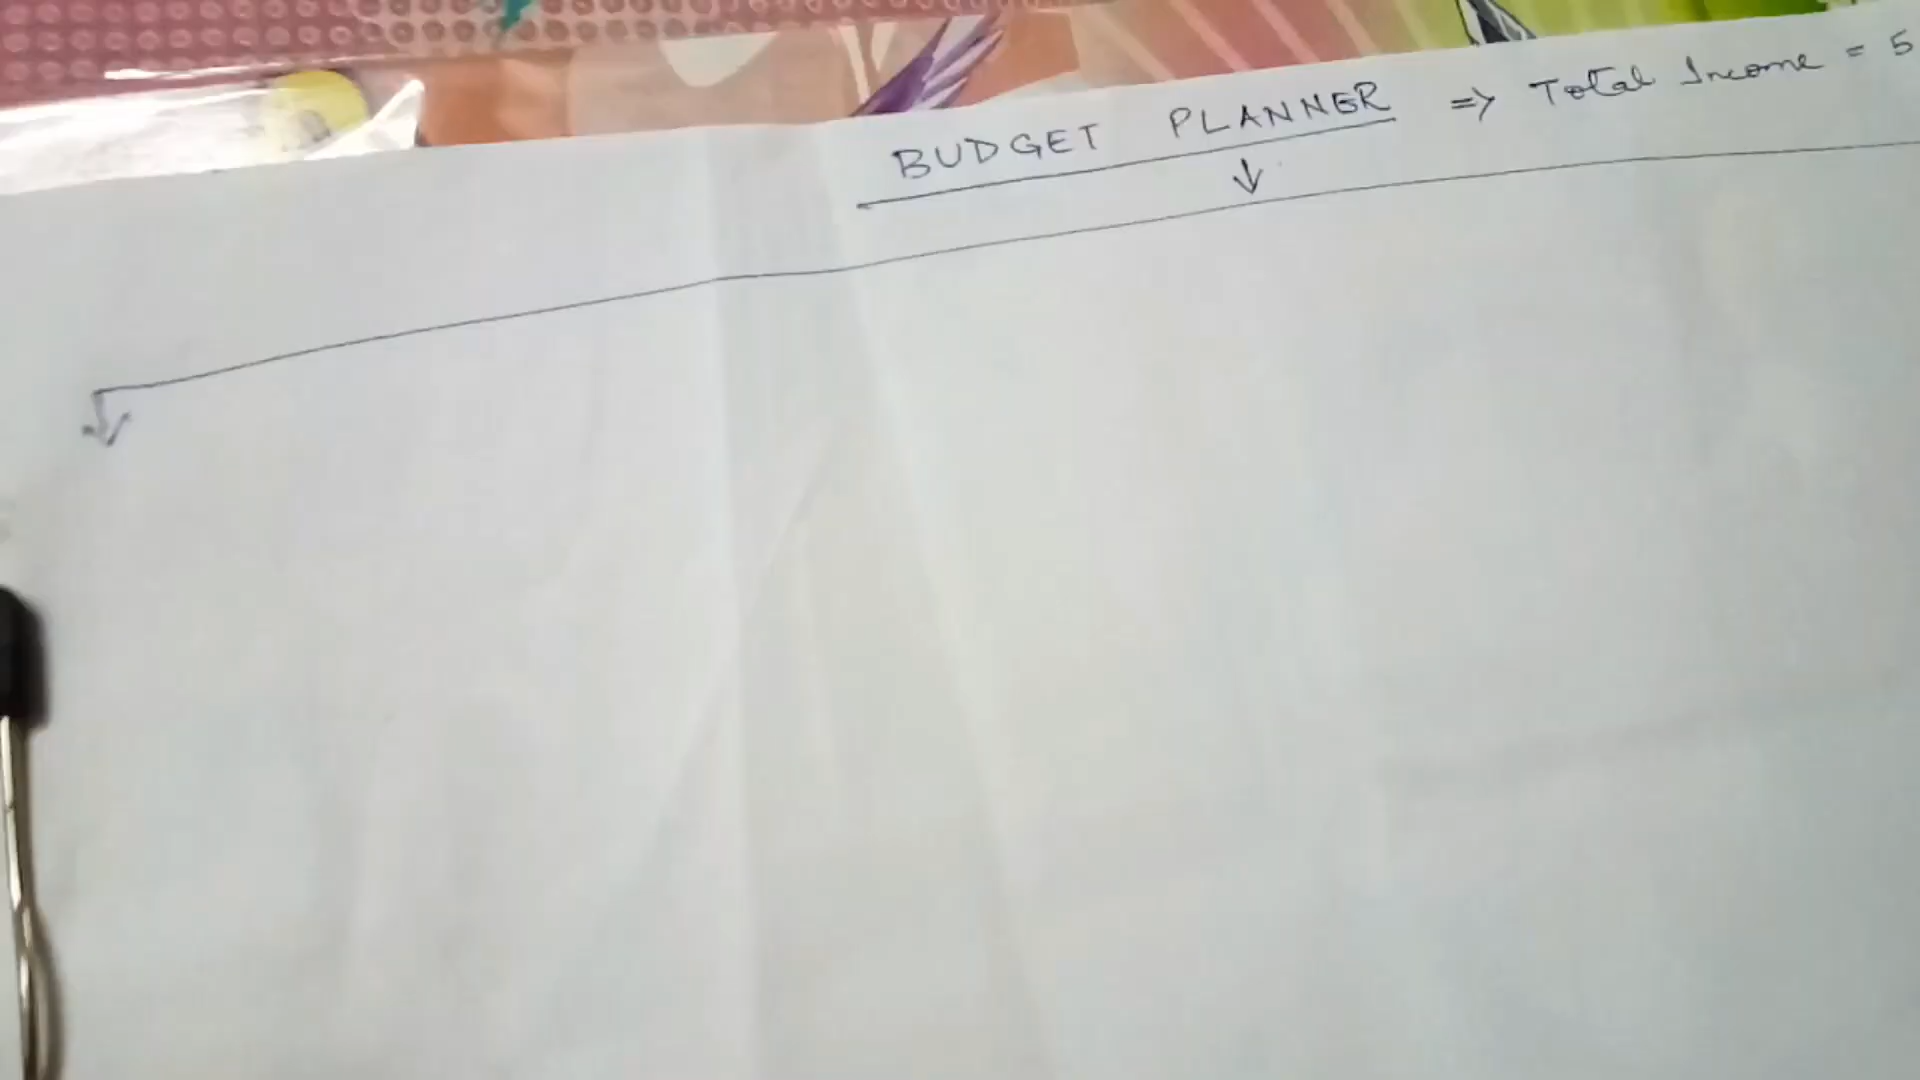 BUDGET PLANNER => Total Income = 5